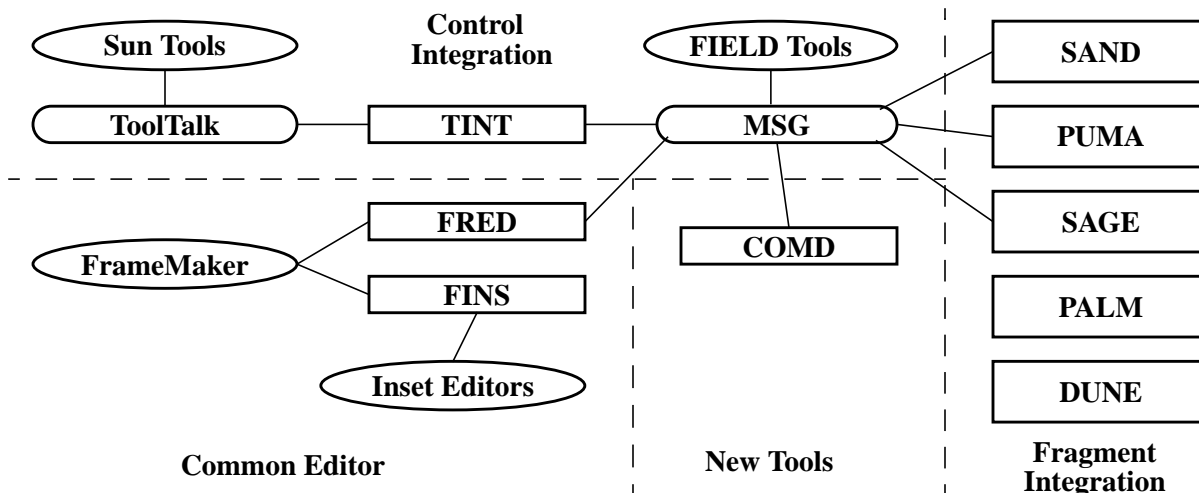 Sun Tools
Control
Integration
FIELD Tools
SAND
ToolTalk
TINT
MSG
PUMA
FRED
SAGE
FrameMaker
COMD
FINS
PALM
Inset Editors
DUNE
Common Editor
New Tools
Fragment
Integration